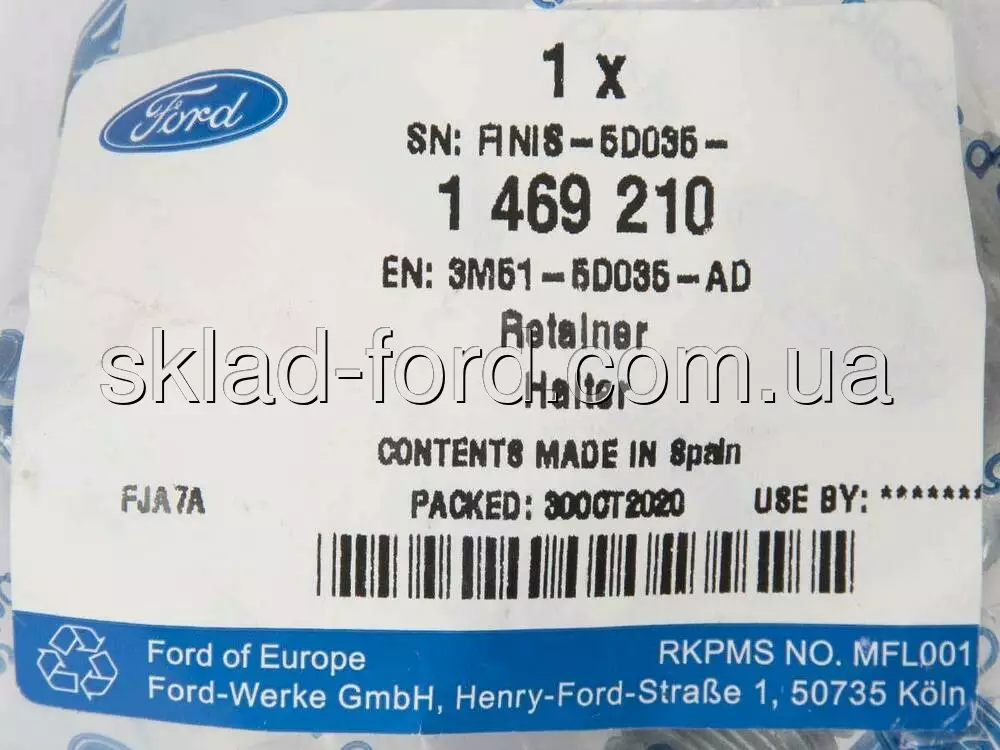 Ford
1 x
SN: FINIS-5D035-
1 469 210
EN: 3M51-5D035-AD
Retainer
sklad-ford.com.ua
Halter
CONTENTS MADE IN Spain
FJA7A PACKED: 30OCT2020 USE BY: *******
Ford of Europe RKPMS NO. MFL001
Ford-Werke GmbH, Henry-Ford-Straße 1, 50735 Köln